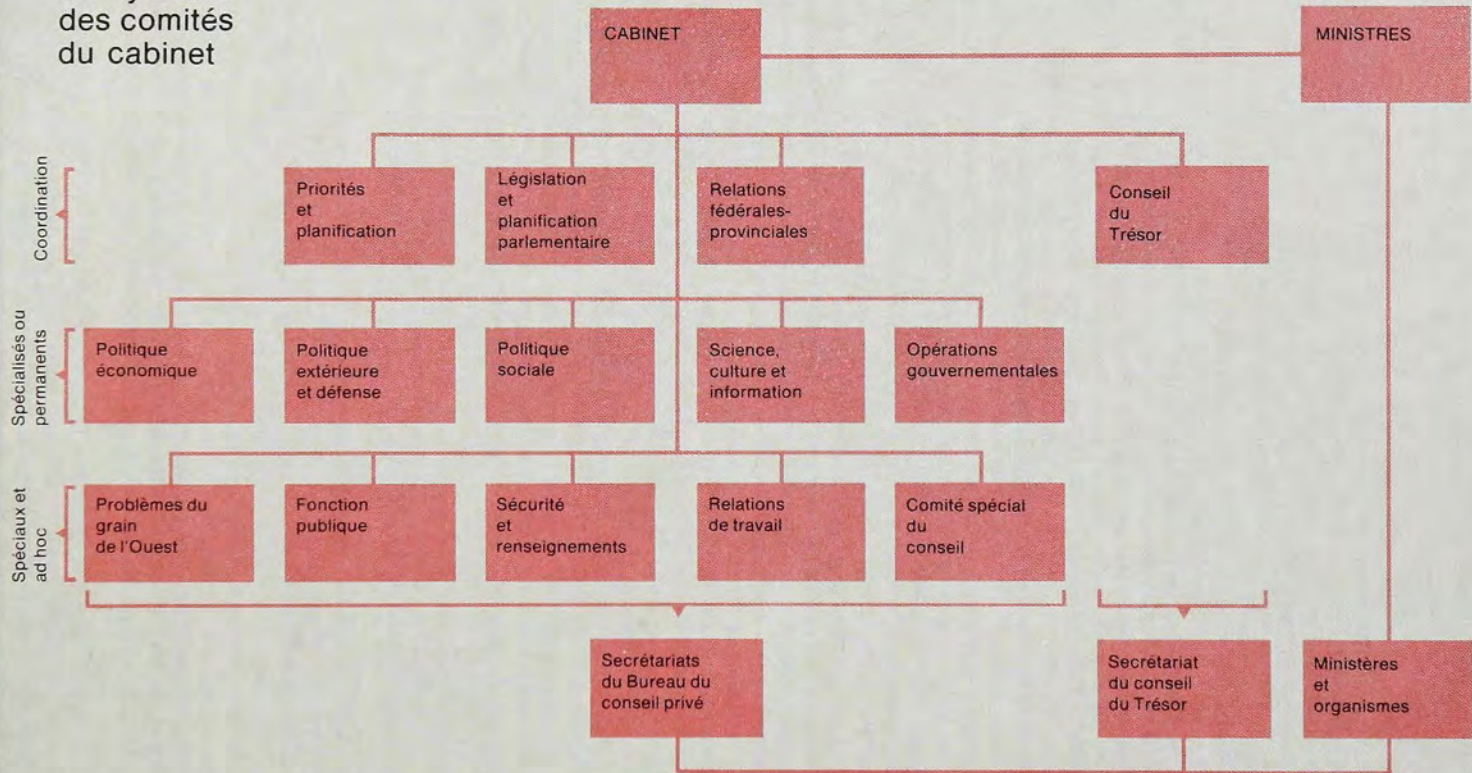 des comités
du cabinet
CABINET
MINISTRES
Coordination
Priorités
et
planification
Législation
et
planification
parlementaire
Relations
fédérales-
provinciales
Conseil
du
Trésor
Spécialisés ou
permanents
Politique
économique
Politique
extérieure
et défense
Politique
sociale
Science,
culture et
information
Opérations
gouvernementales
Spéciaux et
ad hoc
Problèmes du
grain
de l'Ouest
Fonction
publique
Sécurité
et
renseignements
Relations
de travail
Comité spécial
du
conseil
Secrétariats
du Bureau du
conseil privé
Secrétariat
du conseil
du Trésor
Ministères
et
organismes